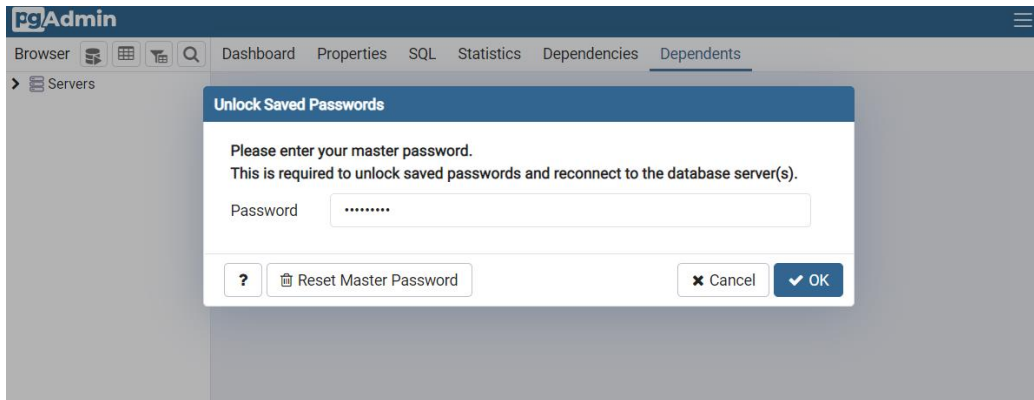 pgAdmin
Browser
Dashboard Properties SQL Statistics Dependencies Dependents
Servers
Unlock Saved Passwords
Please enter your master password.
This is required to unlock saved passwords and reconnect to the database server(s).
Password •••••••••
? Reset Master Password Cancel OK